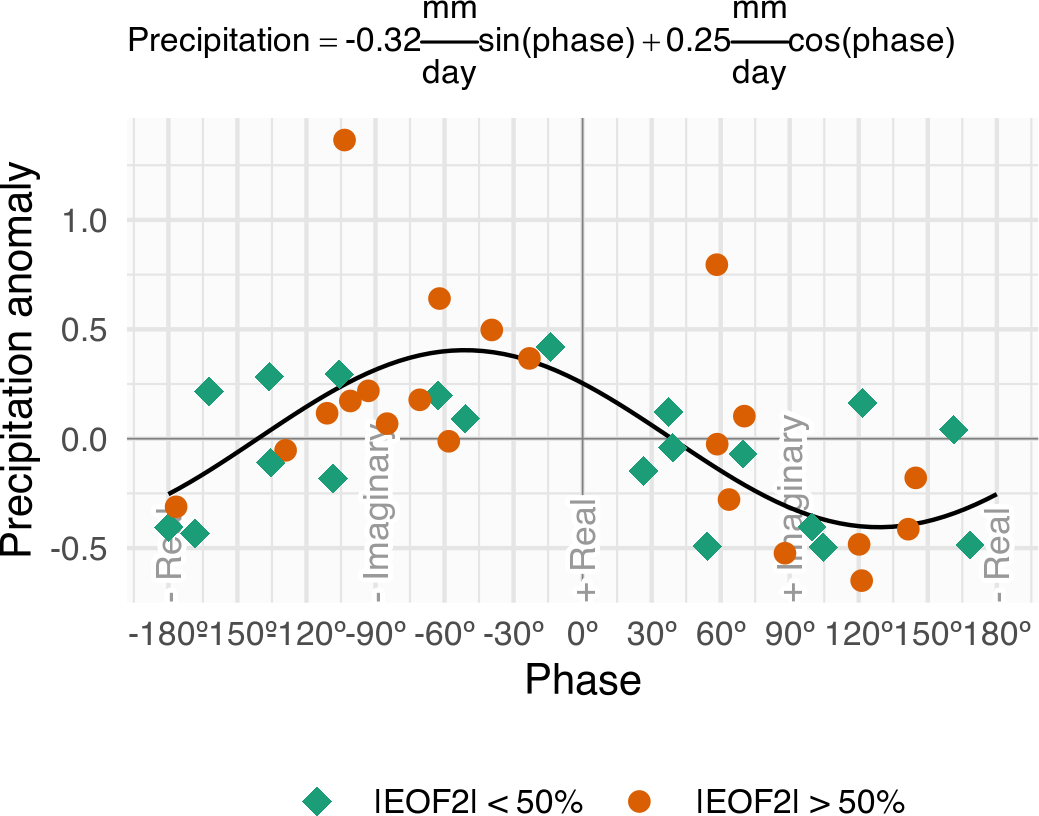 Precipitation = -0.32 mm/day sin(phase) + 0.25 mm/day cos(phase)
Precipitation anomaly
1.0
0.5
0.0
-0.5
- Real
- Imaginary
+ Real
+ Imaginary
- Real
-180º -150º -120º -90º -60º -30º 0º 30º 60º 90º 120º 150º 180º
Phase
|EOF2| < 50% |EOF2| > 50%